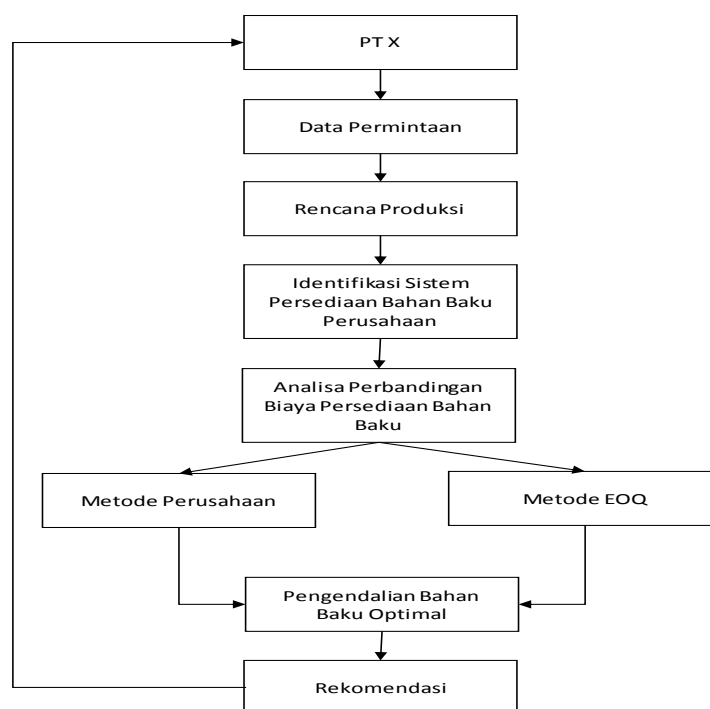 PT X
Data Permintaan
Rencana Produksi
Identifikasi Sistem
Persediaan Bahan Baku
Perusahaan
Analisa Perbandingan
Biaya Persediaan Bahan
Baku
Metode Perusahaan
Metode EOQ
Pengendalian Bahan
Baku Optimal
Rekomendasi